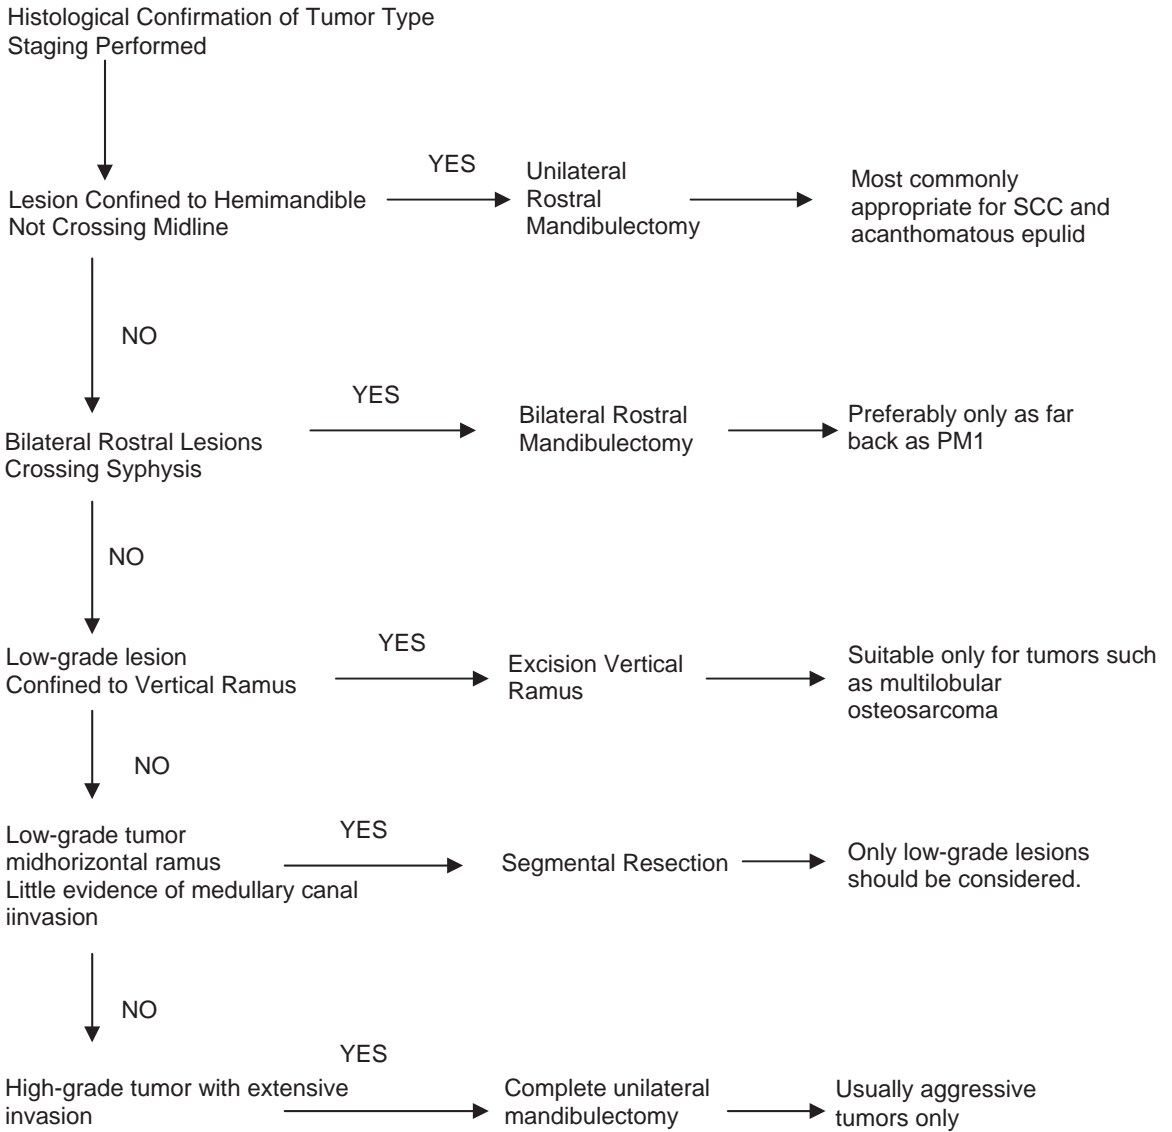 Histological Confirmation of Tumor Type
Staging Performed
YES
Lesion Confined to Hemimandible
Not Crossing Midline
Unilateral
Rostral
Mandibulectomy
Most commonly
appropriate for SCC and
acanthomatous epulid
NO
YES
Bilateral Rostral Lesions
Crossing Syphysis
Bilateral Rostral
Mandibulectomy
Preferably only as far
back as PM1
NO
YES
Low-grade lesion
Confined to Vertical Ramus
Excision Vertical
Ramus
Suitable only for tumors such
as multilobular
osteosarcoma
NO
YES
Low-grade tumor
midhorizontal ramus
Little evidence of medullary canal
iinvasion
Segmental Resection
Only low-grade lesions
should be considered.
NO
YES
High-grade tumor with extensive
invasion
Complete unilateral
mandibulectomy
Usually aggressive
tumors only